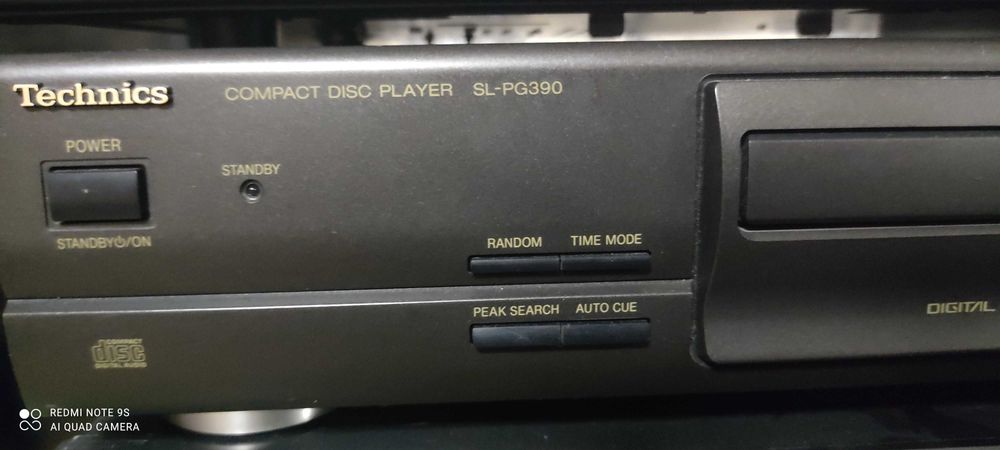 Technics
COMPACT DISC PLAYER SL-PG390
POWER
STANDBY
STANDBY⏻/ON
RANDOM TIME MODE
PEAK SEARCH AUTO CUE
DIGITAL
COMPACT
disc
DIGITAL AUDIO
REDMI NOTE 9S
AI QUAD CAMERA